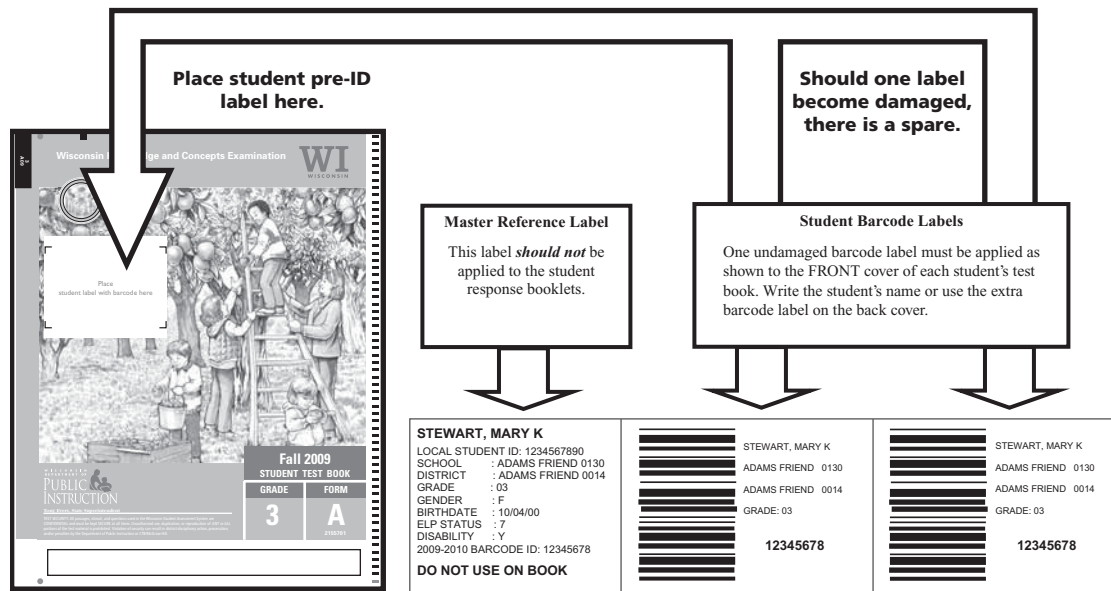 Place student pre-ID
label here.
Should one label
become damaged,
there is a spare.
Wisconsin
ge and Concepts Examination
WI
WISCONSIN
Place
student label with barcode here
Master Reference Label
This label should not be
applied to the student
response booklets.
Student Barcode Labels
One undamaged barcode label must be applied as
shown to the FRONT cover of each student's test
book. Write the student's name or use the extra
barcode label on the back cover.
WISCONSIN
DEPARTMENT OF
PUBLIC
INSTRUCTION
Fall 2009
STUDENT TEST BOOK
GRADE FORM
3 A
STEWART, MARY K
LOCAL STUDENT ID: 1234567890
SCHOOL : ADAMS FRIEND 0130
DISTRICT : ADAMS FRIEND 0014
GRADE : 03
GENDER : F
BIRTHDATE : 10/04/00
ELP STATUS : 7
DISABILITY : Y
2009-2010 BARCODE ID: 12345678
DO NOT USE ON BOOK
STEWART, MARY K
ADAMS FRIEND 0130
ADAMS FRIEND 0014
GRADE: 03
12345678
STEWART, MARY K
ADAMS FRIEND 0130
ADAMS FRIEND 0014
GRADE: 03
12345678